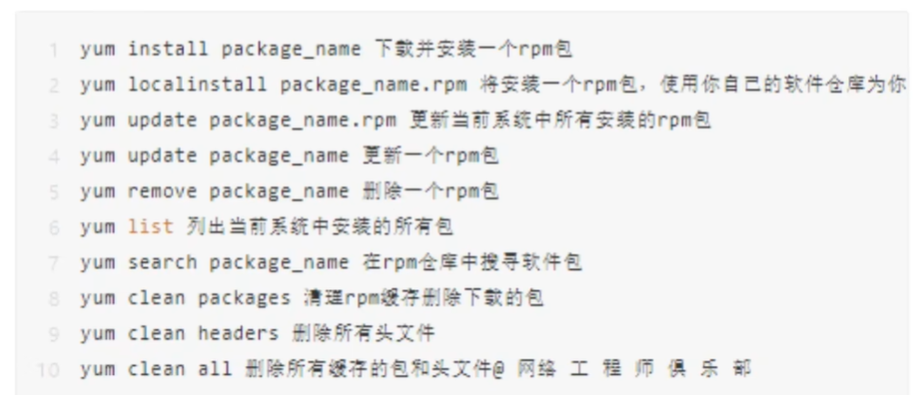 1 yum install package_name 下载并安装一个rpm包
2 yum localinstall package_name.rpm 将安装一个rpm包，使用你自己的软件仓库为你
3 yum update package_name.rpm 更新当前系统中所有安装的rpm包
4 yum update package_name 更新一个rpm包
5 yum remove package_name 删除一个rpm包
6 yum list 列出当前系统中安装的所有包
7 yum search package_name 在rpm仓库中搜寻软件包
8 yum clean packages 清理rpm缓存删除下载的包
9 yum clean headers 删除所有头文件
10 yum clean all 删除所有缓存的包和头文件@ 网络 工 程 师 俱 乐 部